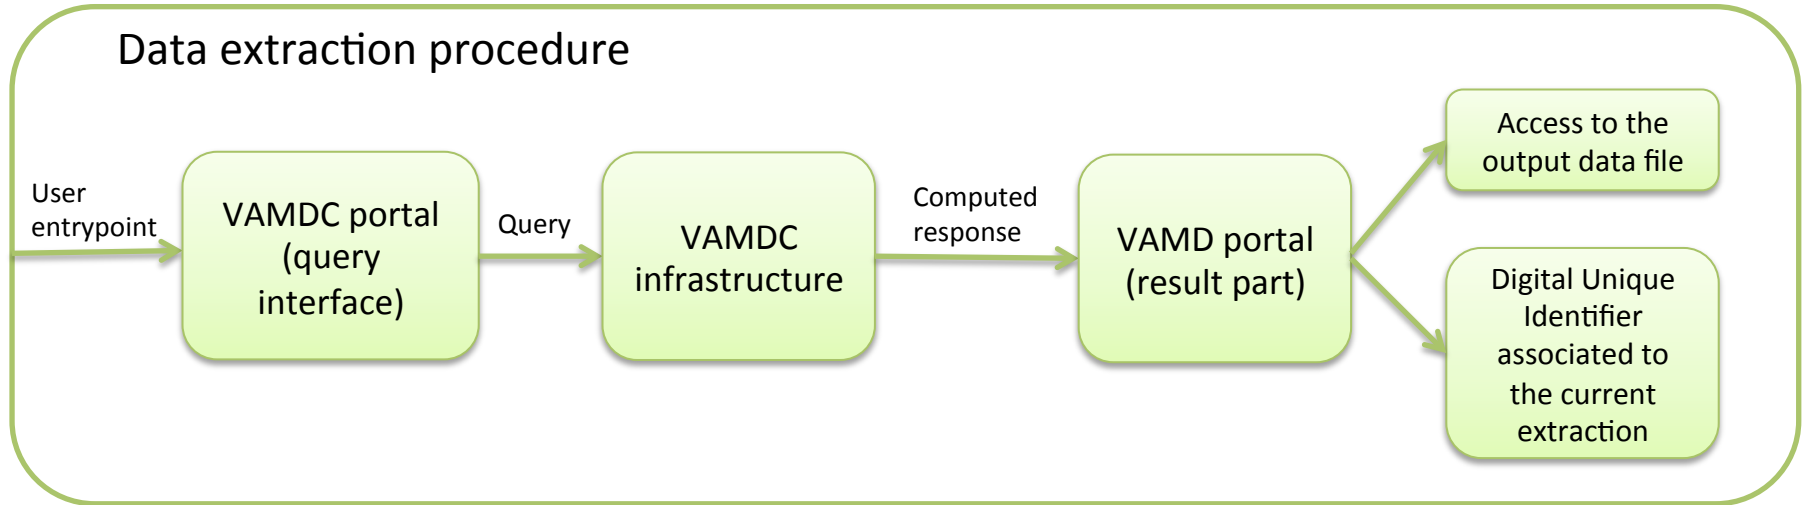 Data extraction procedure
User
entrypoint
VAMDC portal
(query
interface)
Query
VAMDC
infrastructure
Computed
response
VAMD portal
(result part)
Access to the
output data file
Digital Unique
Identifier
associated to
the current
extraction